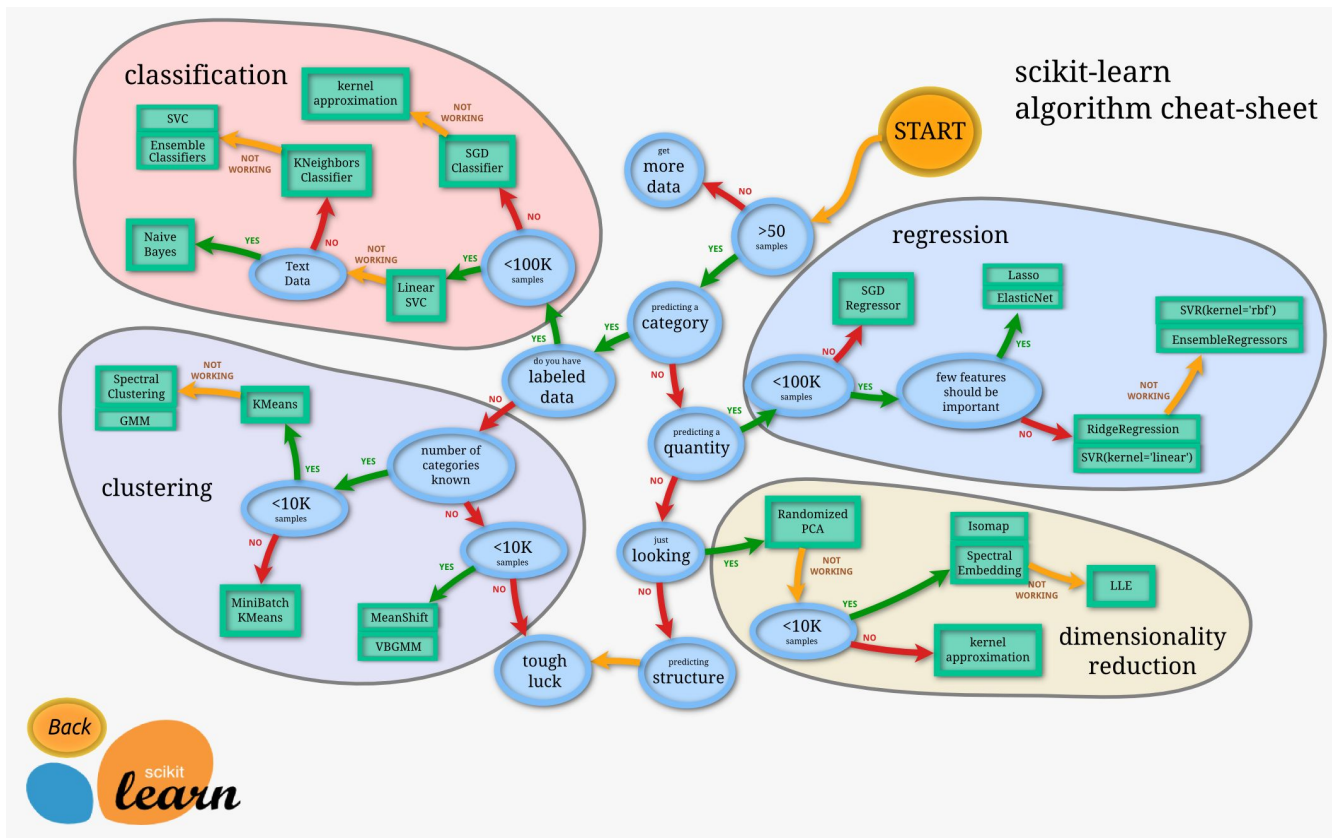 scikit-learn
algorithm cheat-sheet
START
get
more
data
NO
>50
samples
YES
predicting a
category
YES
NO
do you have
labeled
data
YES
NO
predicting a
quantity
YES
NO
just
looking
YES
NO
predicting
structure
tough
luck
classification
kernel
approximation
NOT
WORKING
SGD
Classifier
NO
<100K
samples
YES
Linear
SVC
NOT
WORKING
Text
Data
YES
NO
Naive
Bayes
KNeighbors
Classifier
NOT
WORKING
SVC
Ensemble
Classifiers
clustering
number of
categories
known
YES
NO
<10K
samples
YES
NO
KMeans
NOT
WORKING
Spectral
Clustering
GMM
MiniBatch
KMeans
<10K
samples
YES
NO
MeanShift
VBGMM
regression
<100K
samples
NO
YES
SGD
Regressor
few features
should be
important
YES
NO
Lasso
ElasticNet
RidgeRegression
SVR(kernel='linear')
NOT
WORKING
SVR(kernel='rbf')
EnsembleRegressors
dimensionality
reduction
Randomized
PCA
NOT
WORKING
<10K
samples
YES
NO
Isomap
Spectral
Embedding
NOT
WORKING
LLE
kernel
approximation
Back
scikit
learn